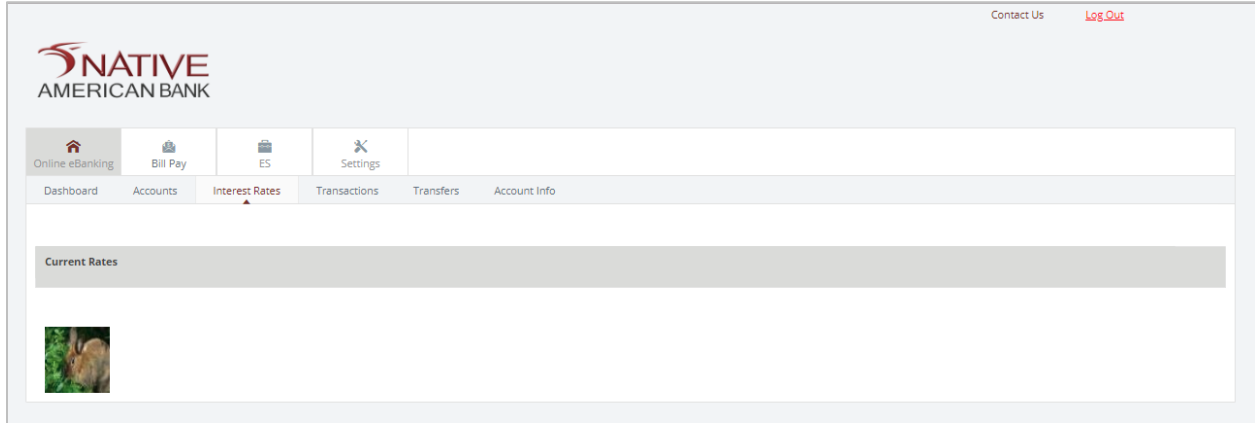 Contact Us Log Out
NATIVE
AMERICAN BANK
Online eBanking Bill Pay ES Settings
Dashboard Accounts Interest Rates Transactions Transfers Account Info
Current Rates